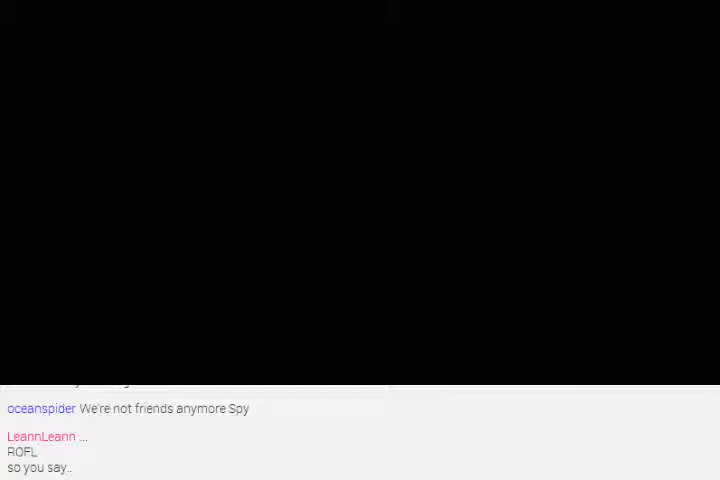 oceanspider We're not friends anymore Spy
LeannLeann ...
ROFL
so you say..